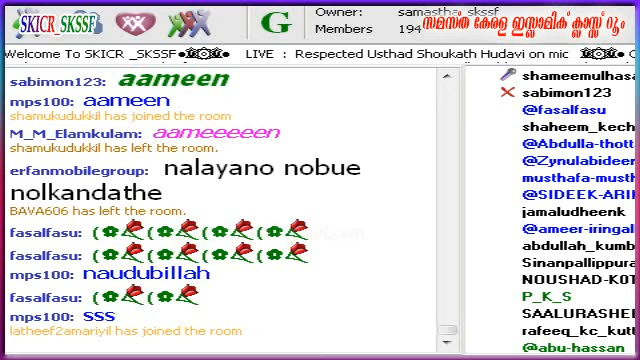 SKICR SKSSF
G
Owner: samastha_skssf
Members 194
സമസ്ത കേരള ഇസ്ലാമിക് ക്ലാസ്സ് റൂം
Welcome To SKICR _SKSSF LIVE : Respected Usthad Shoukath Hudavi on mic
sabimon123: aameen
mps100: aameen
shamukudukkil has joined the room
M_M_Elamkulam: aameeeeeen
shamukudukkil has left the room.
erfanmobilegroup: nalayano nobue
nolkandathe
BAVA606 has left the room.
fasalfasu: (✿ (✿ (✿ (✿
fasalfasu: (✿ (✿ (✿ (✿
mps100: naudubillah
fasalfasu: (✿ (✿
mps100: sss
latheef2amariyil has joined the room
shameemulhasa
sabimon123
@fasalfasu
shaheem_kech
@Abdulla-thott
@Zynulabideer
musthafa-musth
@SIDEEK-ARIK
jamaludheenk
@ameer-iringal
abdullah_kumb
Sinanpallippura
NOUSHAD-KOT
P_K_S
SAALURASHEE
rafeeq_kc_kutt
@abu-hassan